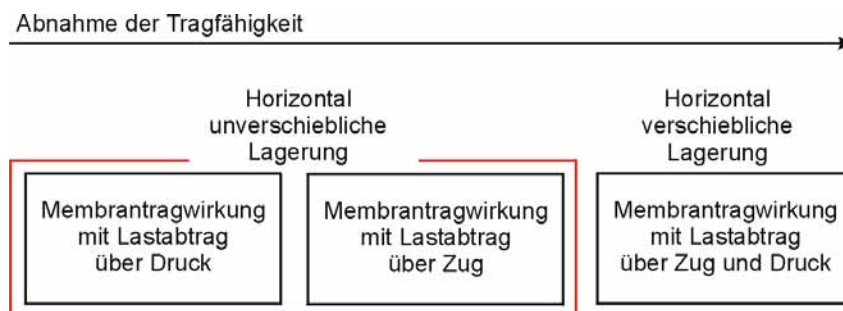 Abnahme der Tragfähigkeit
Horizontal
unverschiebliche
Lagerung
Horizontal
verschiebliche
Lagerung
Membrantragwirkung
mit Lastabtrag
über Druck
Membrantragwirkung
mit Lastabtrag
über Zug
Membrantragwirkung
mit Lastabtrag
über Zug und Druck